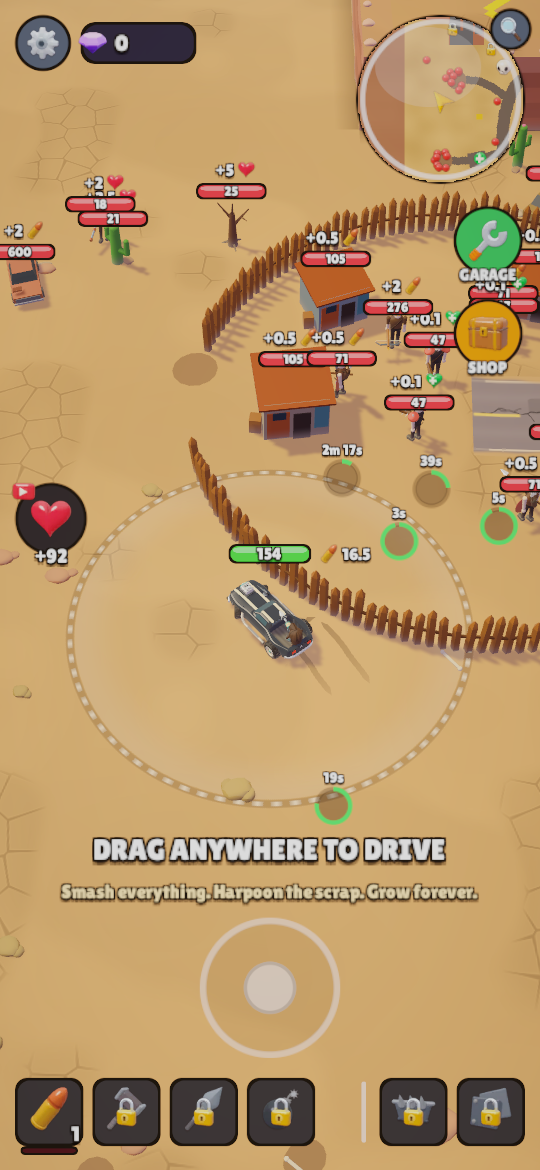 0
+5
25
+2
18
21
+2
600
+0.5
105
GARAGE
+2
276
+0.1
47
+0.5
+0.5
105
71
SHOP
+0.1
47
2m 17s
39s
+0.5
5s
3s
+92
154
16.5
19s
DRAG ANYWHERE TO DRIVE
Smash everything. Harpoon the scrap. Grow forever.
1